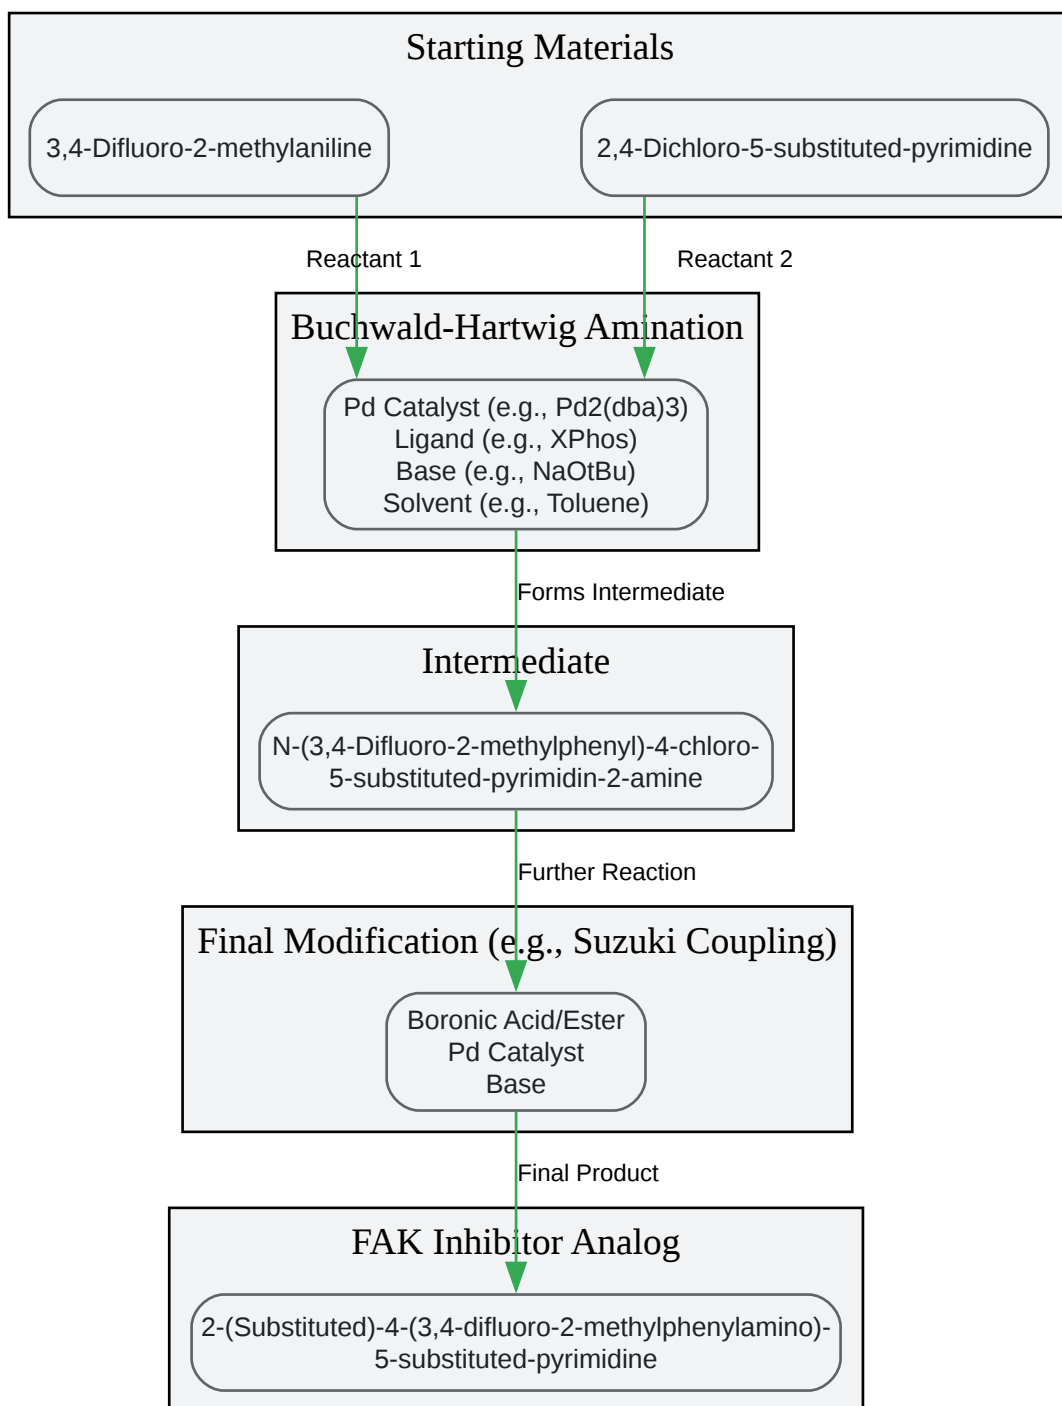 Starting Materials
3,4-Difluoro-2-methylaniline
2,4-Dichloro-5-substituted-pyrimidine
Reactant 1
Reactant 2
Buchwald-Hartwig Amination
Pd Catalyst (e.g., Pd2(dba)3)
Ligand (e.g., XPhos)
Base (e.g., NaOtBu)
Solvent (e.g., Toluene)
Forms Intermediate
Intermediate
N-(3,4-Difluoro-2-methylphenyl)-4-chloro-
5-substituted-pyrimidin-2-amine
Further Reaction
Final Modification (e.g., Suzuki Coupling)
Boronic Acid/Ester
Pd Catalyst
Base
Final Product
FAK Inhibitor Analog
2-(Substituted)-4-(3,4-difluoro-2-methylphenylamino)-
5-substituted-pyrimidine